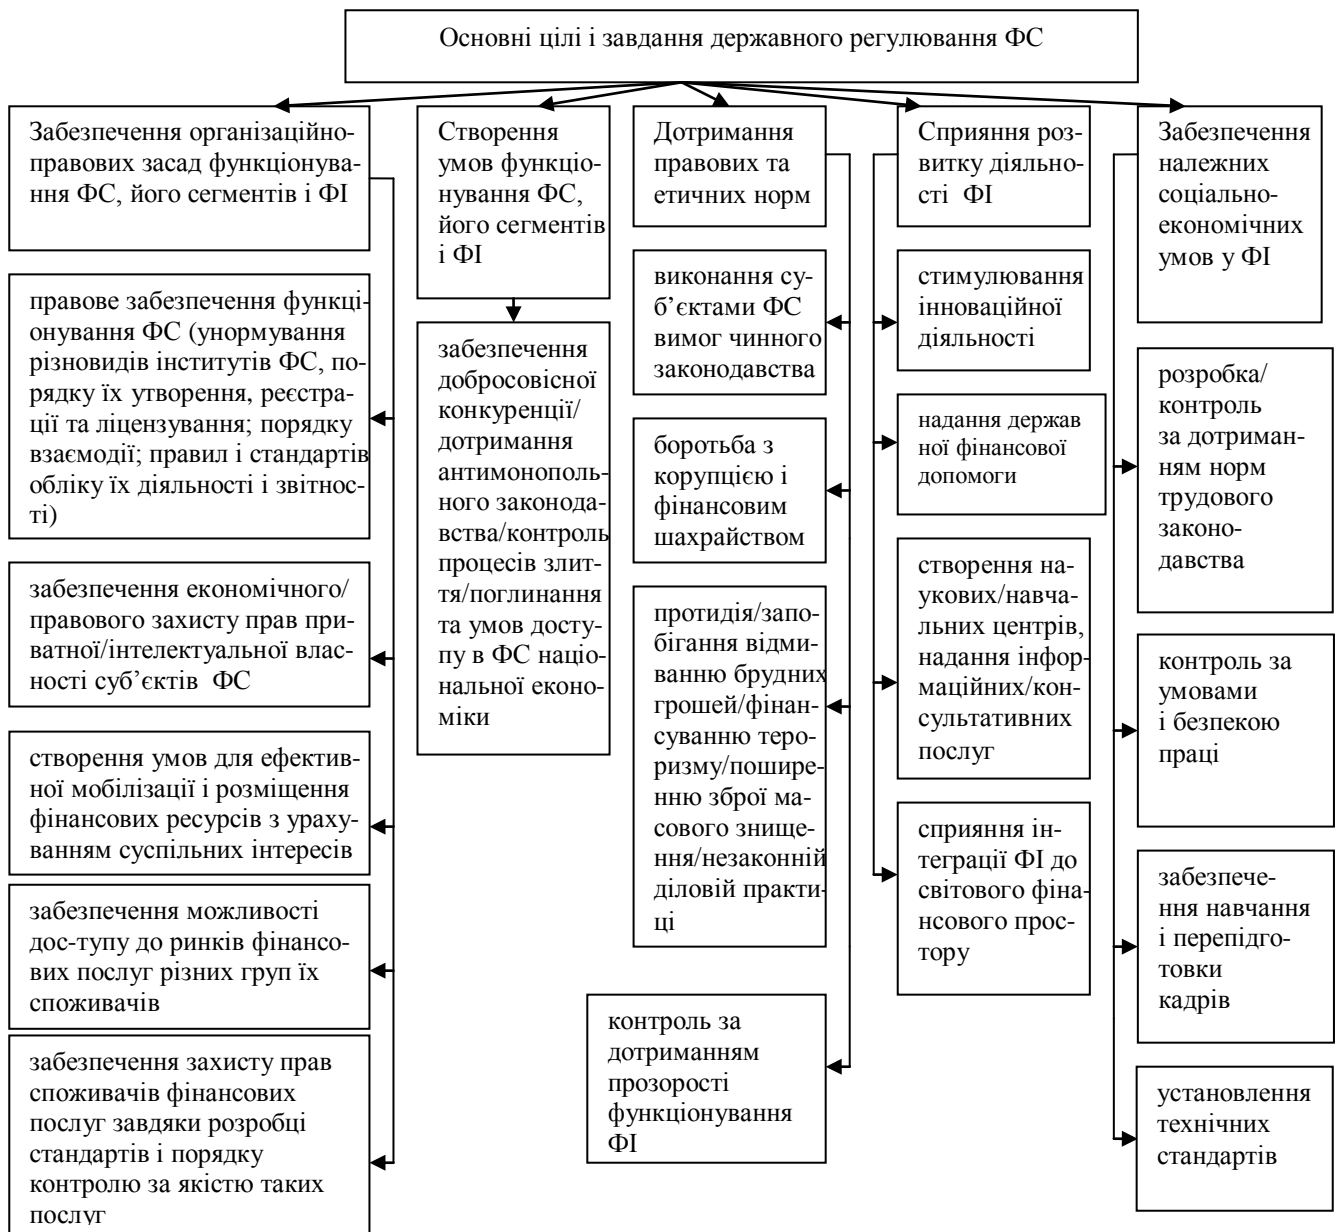 Основні цілі і завдання державного регулювання ФС
Забезпечення організаційно-
правових засад функціонува-
ння ФС, його сегментів і ФІ
правове забезпечення функці-
онування ФС (унормування
різновидів інститутів ФС, по-
рядку їх утворення, реєстра-
ції та ліцензування; порядку
взаємодії; правил і стандартів
обліку їх діяльності і звітнос-
ті)
забезпечення економічного/
правового захисту прав при-
ватної/інтелектуальної влас-
ності суб’єктів ФС
створення умов для ефектив-
ної мобілізації і розміщення
фінансових ресурсів з ураху-
ванням суспільних інтересів
забезпечення можливості
дос-тупу до ринків фінансо-
вих послуг різних груп їх
споживачів
забезпечення захисту прав
споживачів фінансових
послуг завдяки розробці
стандартів і порядку
контролю за якістю таких
послуг
Створення
умов функціо-
нування ФС,
його сегментів
і ФІ
забезпечення
добросовісної
конкуренції/
дотримання
антимонополь-
ного законода-
вства/контроль
процесів злит-
тя/поглинання
та умов досту-
пу в ФС націо-
нальної еконо-
міки
Дотримання
правових та
етичних норм
виконання су-
б’єктами ФС
вимог чинного
законодавства
боротьба з
корупцією і
фінансовим
шахрайством
протидія/запо-
бігання відми-
ванню брудних
грошей/фінан-
суванню теро-
ризму/пошире-
нню зброї ма-
сового знище-
ння/незаконній
діловій практи-
ці
контроль за
дотриманням
прозорості
функціонування
ФІ
Сприяння роз-
витку діяльно-
сті ФІ
стимулювання
інноваційної
діяльності
надання держав
ної фінансової
допомоги
створення на-
укових/навча-
льних центрів,
надання інфор-
маційних/кон-
сультативних
послуг
сприяння ін-
теграції ФІ до
світового фіна-
нсового прос-
тору
Забезпечення
належних
соціально-
економічних
умов у ФІ
розробка/
контроль
за дотриман-
ням норм
трудового
законо-
давства
контроль за
умовами
і безпекою
праці
забезпече-
ння навчання
і перепідго-
товки
кадрів
установлення
технічних
стандартів